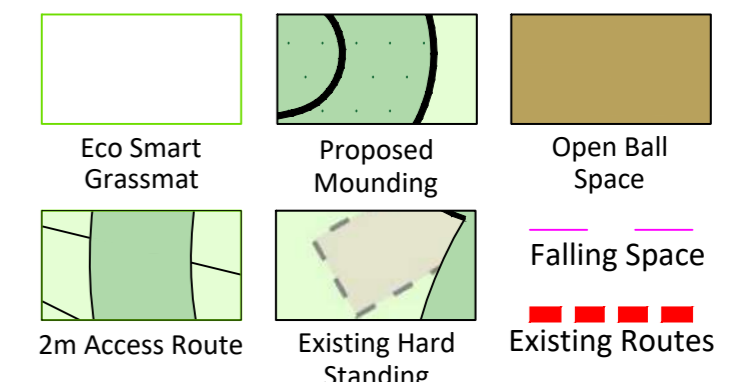 Eco Smart
Grassmat
Proposed
Mounding
Open Ball
Space
2m Access Route
Existing Hard
Standing
Falling Space
Existing Routes